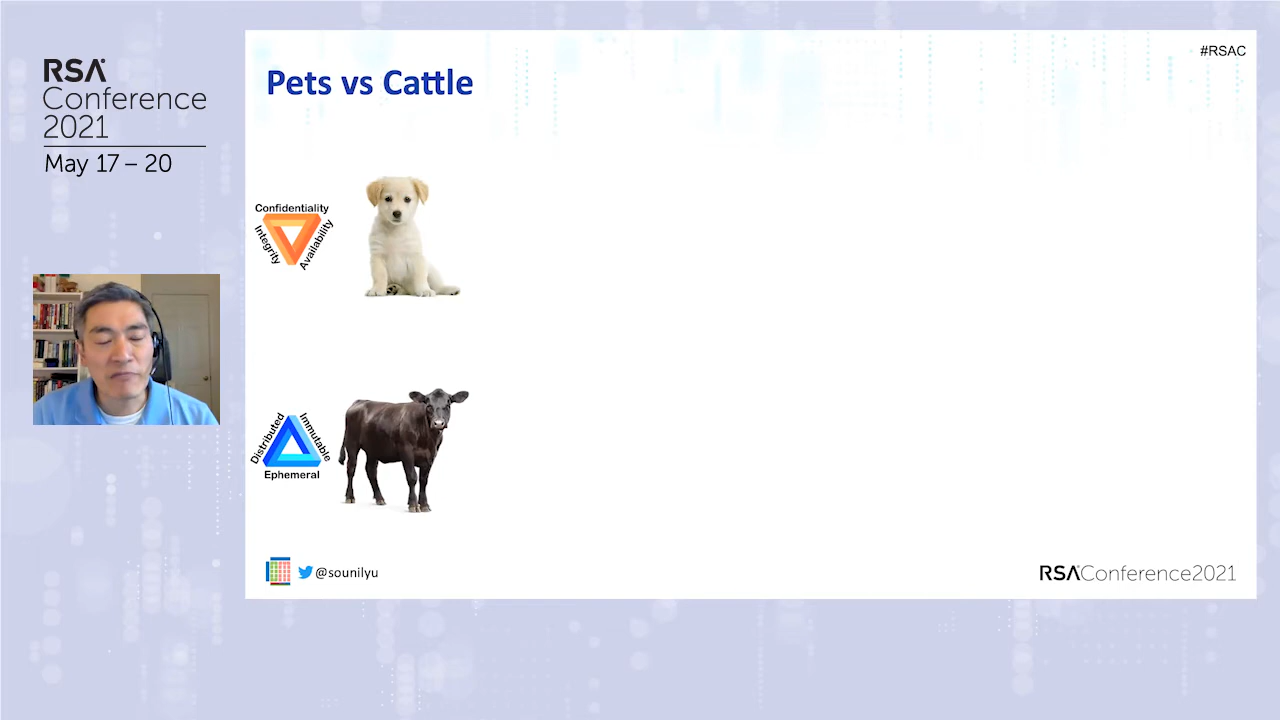 RSA
Conference
2021
May 17 – 20
#RSAC
Pets vs Cattle
Confidentiality
Integrity
Availability
Distributed
Immutable
Ephemeral
@sounilyu
RSAConference2021